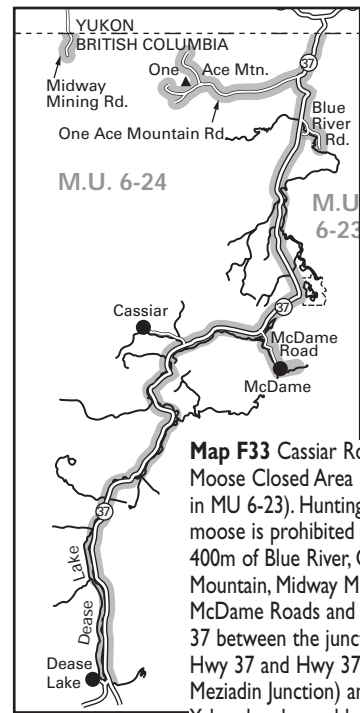 YUKON
BRITISH COLUMBIA
37
One Ace Mtn.
Midway
Mining Rd.
One Ace Mountain Rd.
Blue
River
Rd.
M.U. 6-24
M.U
6-23
Cassiar
37
McDame
Road
McDame
37
Dease Lake
Dease
Lake
Map F33 Cassiar Ro
Moose Closed Area
in MU 6-23). Hunting
moose is prohibited
400m of Blue River, C
Mountain, Midway M
McDame Roads and
37 between the junct
Hwy 37 and Hwy 37
Meziadin Junction) an